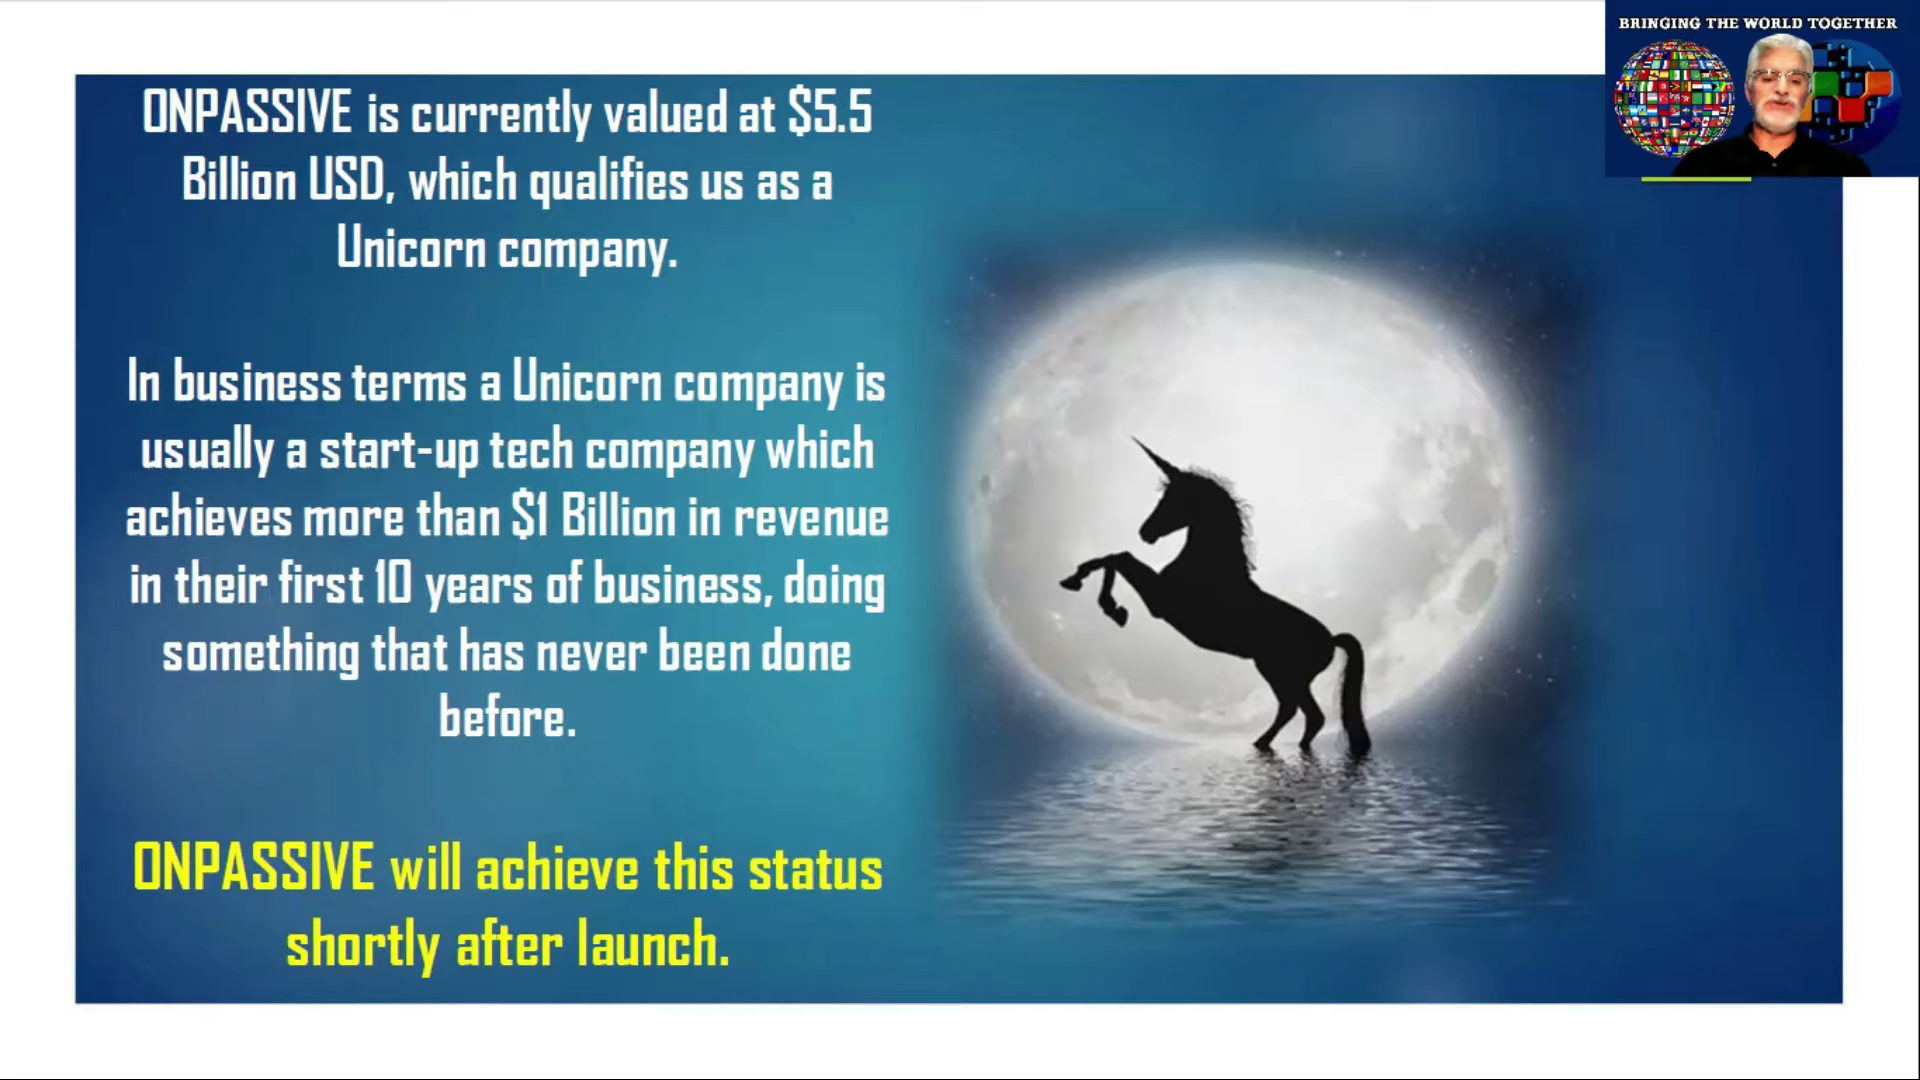 BRINGING THE WORLD TOGETHER
ONPASSIVE is currently valued at $5.5
Billion USD, which qualifies us as a
Unicorn company.
In business terms a Unicorn company is
usually a start-up tech company which
achieves more than $1 Billion in revenue
in their first 10 years of business, doing
something that has never been done
before.
ONPASSIVE will achieve this status
shortly after launch.